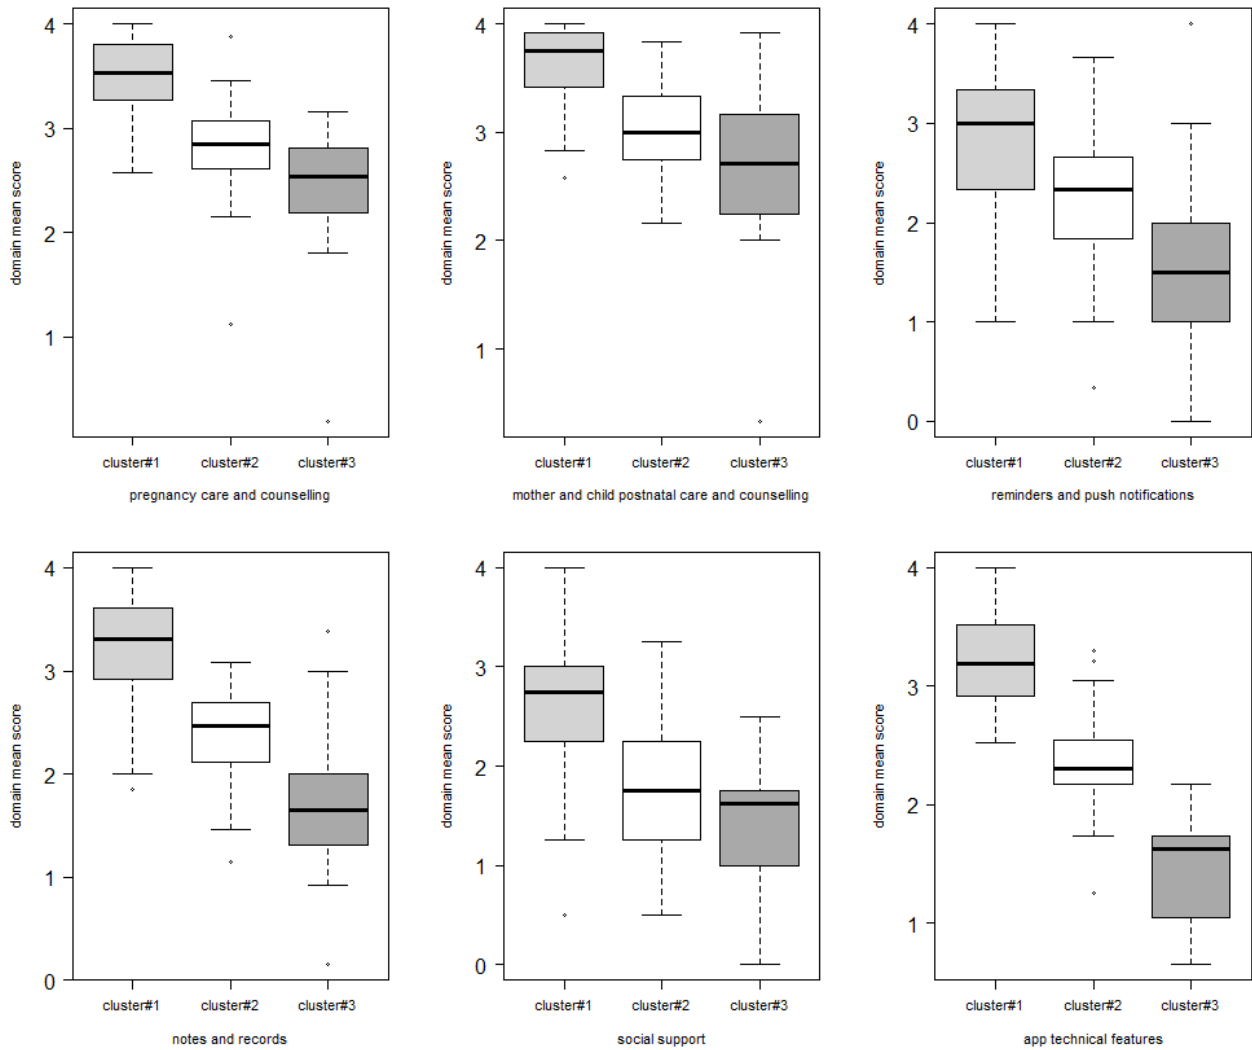 4
3
2
1
domain mean score
cluster#1 cluster#2 cluster#3
pregnancy care and counselling
4
3
2
1
domain mean score
cluster#1 cluster#2 cluster#3
mother and child postnatal care and counselling
4
3
2
1
0
domain mean score
cluster#1 cluster#2 cluster#3
reminders and push notifications
4
3
2
1
0
domain mean score
cluster#1 cluster#2 cluster#3
notes and records
4
3
2
1
0
domain mean score
cluster#1 cluster#2 cluster#3
social support
4
3
2
1
domain mean score
cluster#1 cluster#2 cluster#3
app technical features